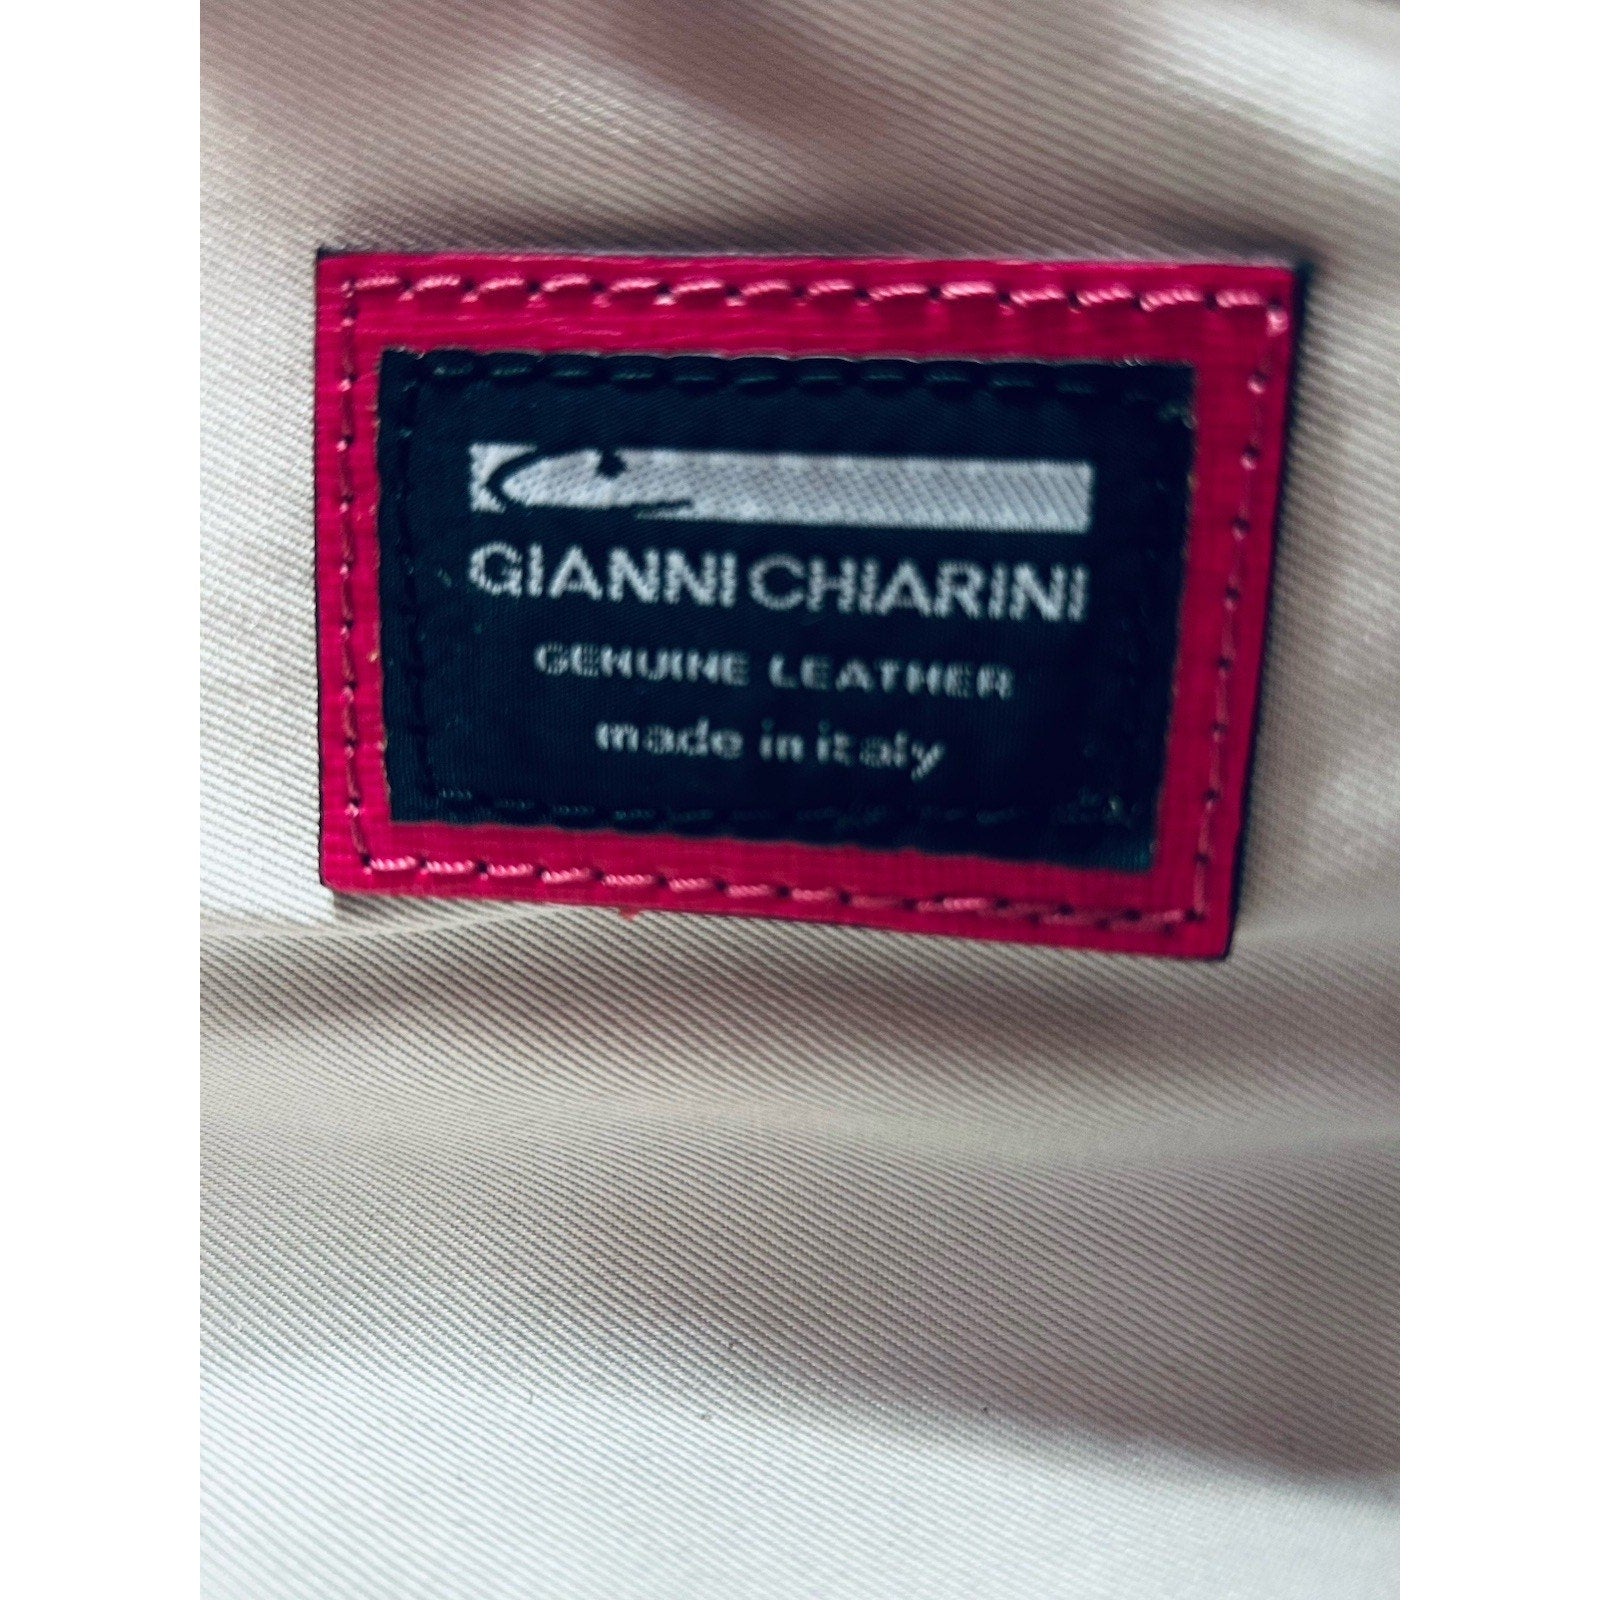 GIANNI CHIARINI
GENUINE LEATHER
made in italy